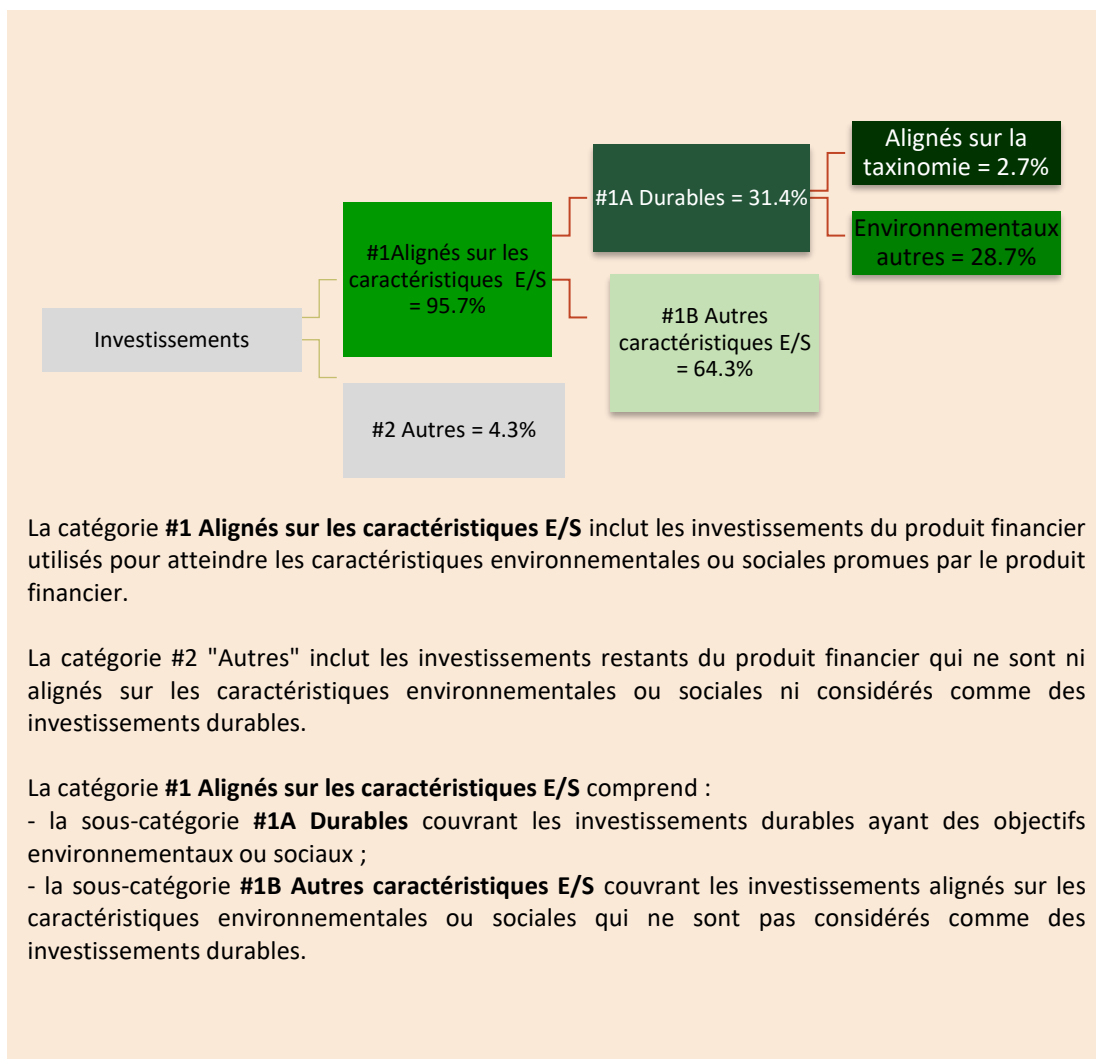 Investissements
#1Alignés sur les
caractéristiques E/S
= 95.7%
#2 Autres = 4.3%
#1A Durables = 31.4%
#1B Autres
caractéristiques E/S
= 64.3%
Alignés sur la
taxinomie = 2.7%
Environnementaux
autres = 28.7%
La catégorie #1 Alignés sur les caractéristiques E/S inclut les investissements du produit financier
utilisés pour atteindre les caractéristiques environnementales ou sociales promues par le produit
financier.
La catégorie #2 "Autres" inclut les investissements restants du produit financier qui ne sont ni
alignés sur les caractéristiques environnementales ou sociales ni considérés comme des
investissements durables.
La catégorie #1 Alignés sur les caractéristiques E/S comprend :
- la sous-catégorie #1A Durables couvrant les investissements durables ayant des objectifs
environnementaux ou sociaux ;
- la sous-catégorie #1B Autres caractéristiques E/S couvrant les investissements alignés sur les
caractéristiques environnementales ou sociales qui ne sont pas considérés comme des
investissements durables.